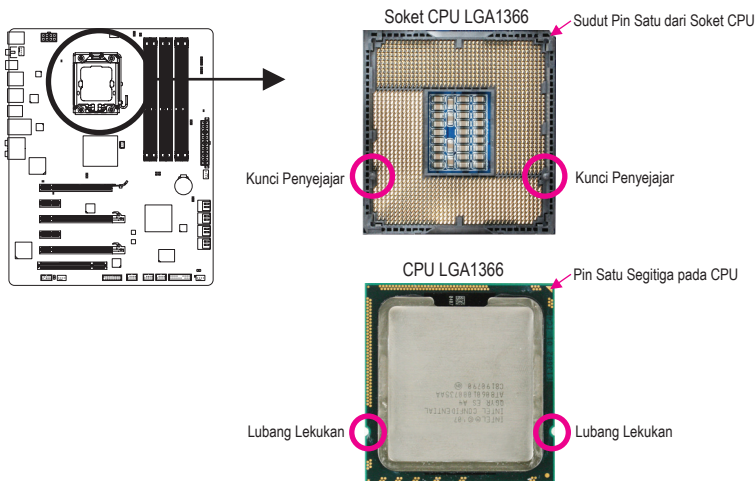 Soket CPU LGA1366
Sudut Pin Satu dari Soket CPU
Kunci Penyejajar
Kunci Penyejajar
CPU LGA1366
Pin Satu Segitiga pada CPU
INTEL CONFIDENTIAL
Lubang Lekukan
Lubang Lekukan